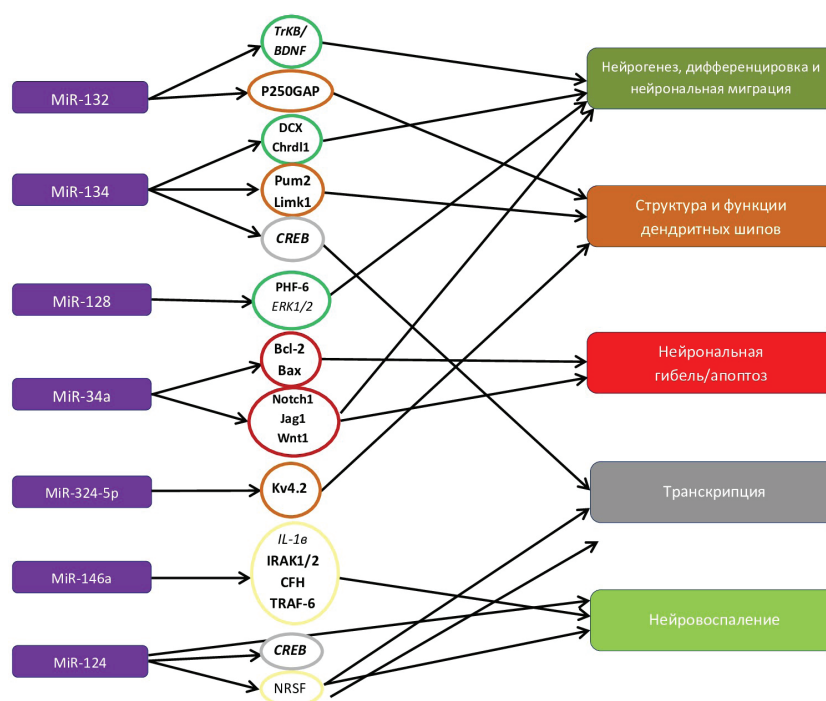 MiR-132
MiR-134
MiR-128
MiR-34a
MiR-324-5p
MiR-146a
MiR-124
TrKB/
BDNF
P250GAP
DCX
Chrdl1
Pum2
Limk1
CREB
PHF-6
ERK1/2
Bcl-2
Bax
Notch1
Jag1
Wnt1
Kv4.2
IL-1в
IRAK1/2
CFH
TRAF-6
CREB
NRSF
Нейрогенез, дифференцировка и
нейрональная миграция
Структура и функции
дендритных шипов
Нейрональная
гибель/апоптоз
Транскрипция
Нейровоспаление